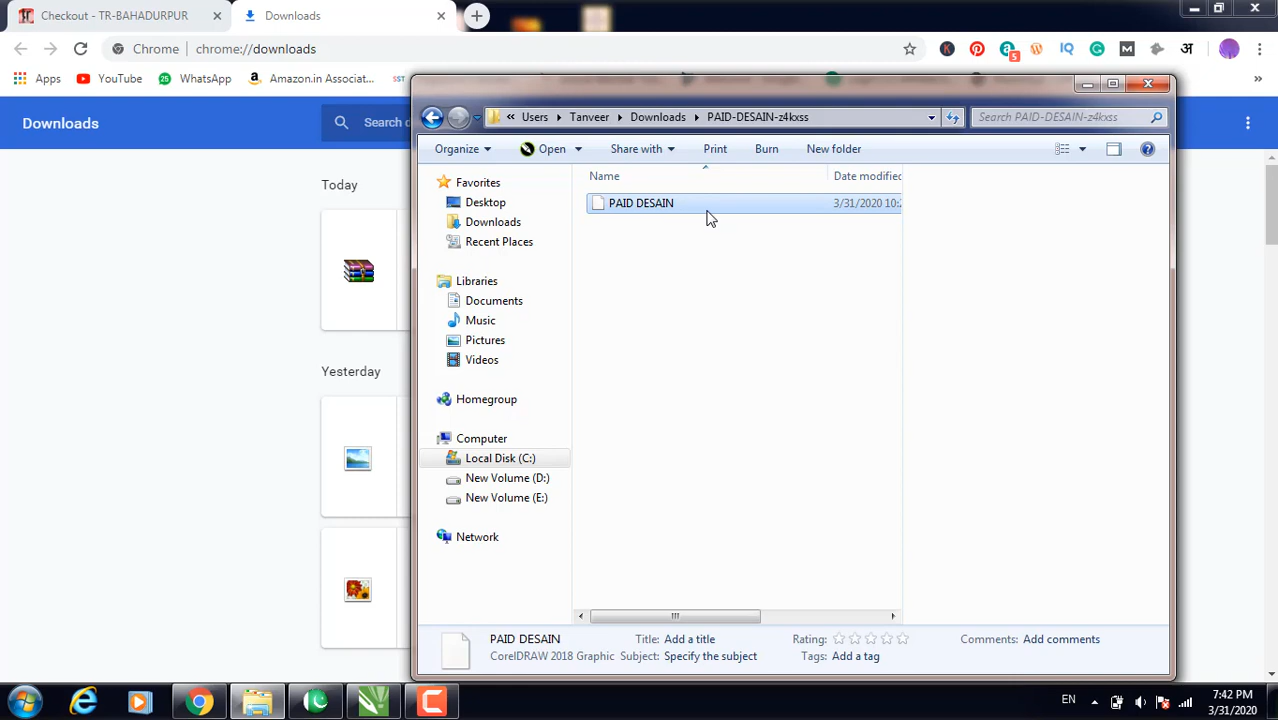 Checkout - TR-BAHADURPUR
Downloads
Chrome chrome://downloads
Apps YouTube WhatsApp Amazon.in Associat... SST
Downloads
Search
Today
Yesterday
« Users Tanveer Downloads PAID-DESAIN-z4kxss
Search PAID-DESAIN-z4kxss
Organize Open Share with Print Burn New folder
Favorites
Desktop
Downloads
Recent Places
Libraries
Documents
Music
Pictures
Videos
Homegroup
Computer
Local Disk (C:)
New Volume (D:)
New Volume (E:)
Network
Name Date modified
PAID DESAIN 3/31/2020 10:
PAID DESAIN Title: Add a title Rating: Comments: Add comments
CorelDRAW 2018 Graphic Subject: Specify the subject Tags: Add a tag
EN 7:42 PM
3/31/2020